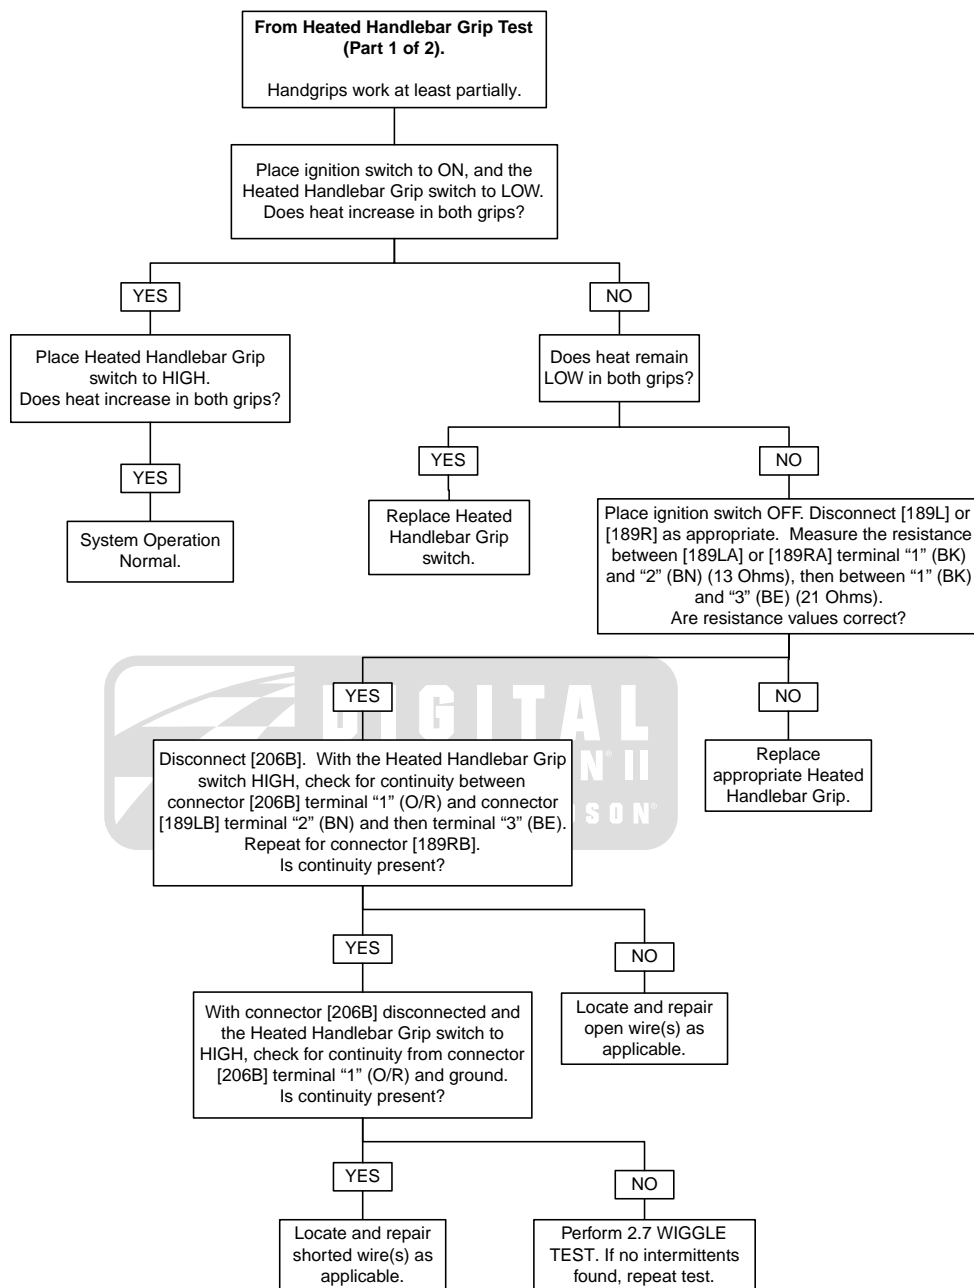 From Heated Handlebar Grip Test
(Part 1 of 2).
Handgrips work at least partially.
Place ignition switch to ON, and the
Heated Handlebar Grip switch to LOW.
Does heat increase in both grips?
YES
NO
Place Heated Handlebar Grip
switch to HIGH.
Does heat increase in both grips?
Does heat remain
LOW in both grips?
YES
YES
NO
System Operation
Normal.
Replace Heated
Handlebar Grip
switch.
Place ignition switch OFF. Disconnect [189L] or
[189R] as appropriate. Measure the resistance
between [189LA] or [189RA] terminal “1” (BK)
and “2” (BN) (13 Ohms), then between “1” (BK)
and “3” (BE) (21 Ohms).
Are resistance values correct?
DIGITAL
N® II
DSON®
YES
NO
Disconnect [206B]. With the Heated Handlebar Grip
switch HIGH, check for continuity between
connector [206B] terminal “1” (O/R) and connector
[189LB] terminal “2” (BN) and then terminal “3” (BE).
Repeat for connector [189RB].
Is continuity present?
Replace
appropriate Heated
Handlebar Grip.
YES
NO
With connector [206B] disconnected and
the Heated Handlebar Grip switch to
HIGH, check for continuity from connector
[206B] terminal “1” (O/R) and ground.
Is continuity present?
Locate and repair
open wire(s) as
applicable.
YES
NO
Locate and repair
shorted wire(s) as
applicable.
Perform 2.7 WIGGLE
TEST. If no intermittents
found, repeat test.